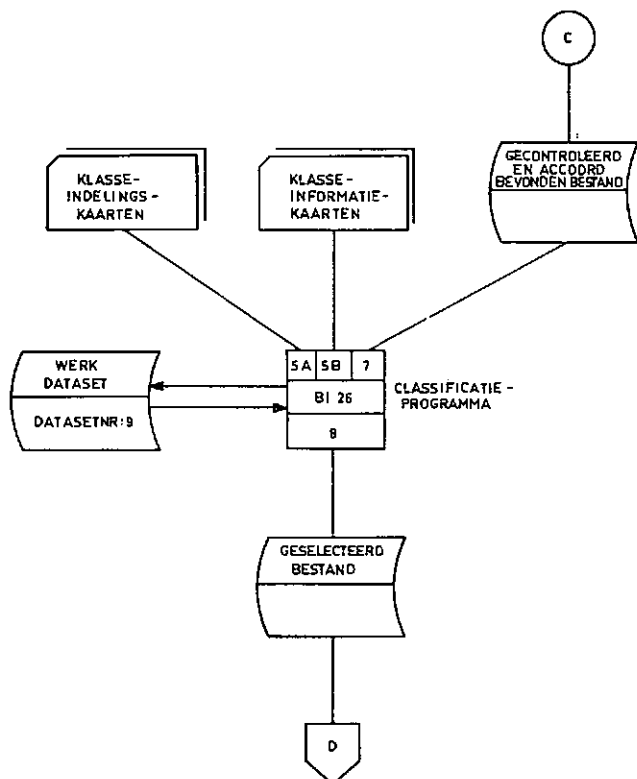 C
GECONTROLEERD
EN ACCOORD
BEVONDEN BESTAND
KLASSE-
INDELINGS-
KAARTEN
KLASSE-
INFORMATIE-
KAARTEN
5A 5B 7
BI 26
8
CLASSIFICATIE-
PROGRAMMA
WERK
DATASET
DATASETNR:9
GESELECTEERD
BESTAND
D